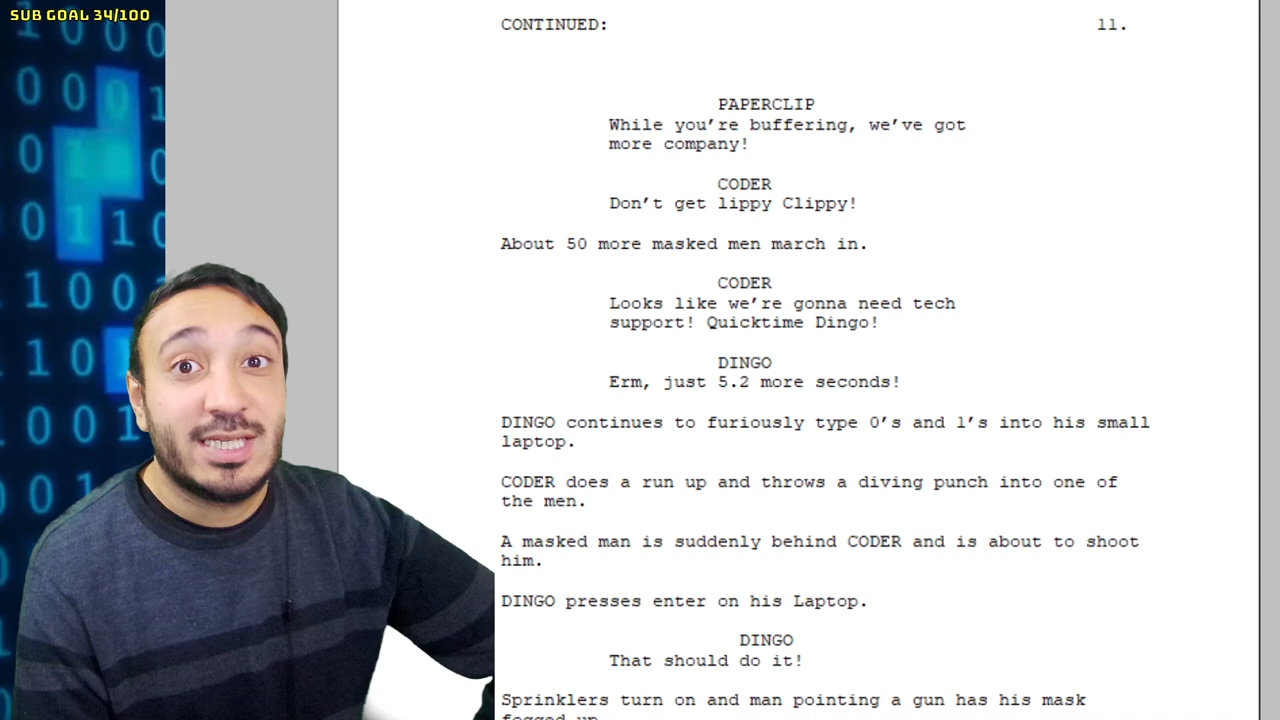 SUB GOAL 34/100
CONTINUED: 11.
PAPERCLIP
While you're buffering, we've got
more company!
CODER
Don't get lippy Clippy!
About 50 more masked men march in.
CODER
Looks like we're gonna need tech
support! Quicktime Dingo!
DINGO
Erm, just 5.2 more seconds!
DINGO continues to furiously type 0's and 1's into his small
laptop.
CODER does a run up and throws a diving punch into one of
the men.
A masked man is suddenly behind CODER and is about to shoot
him.
DINGO presses enter on his Laptop.
DINGO
That should do it!
Sprinklers turn on and man pointing a gun has his mask
fogged up